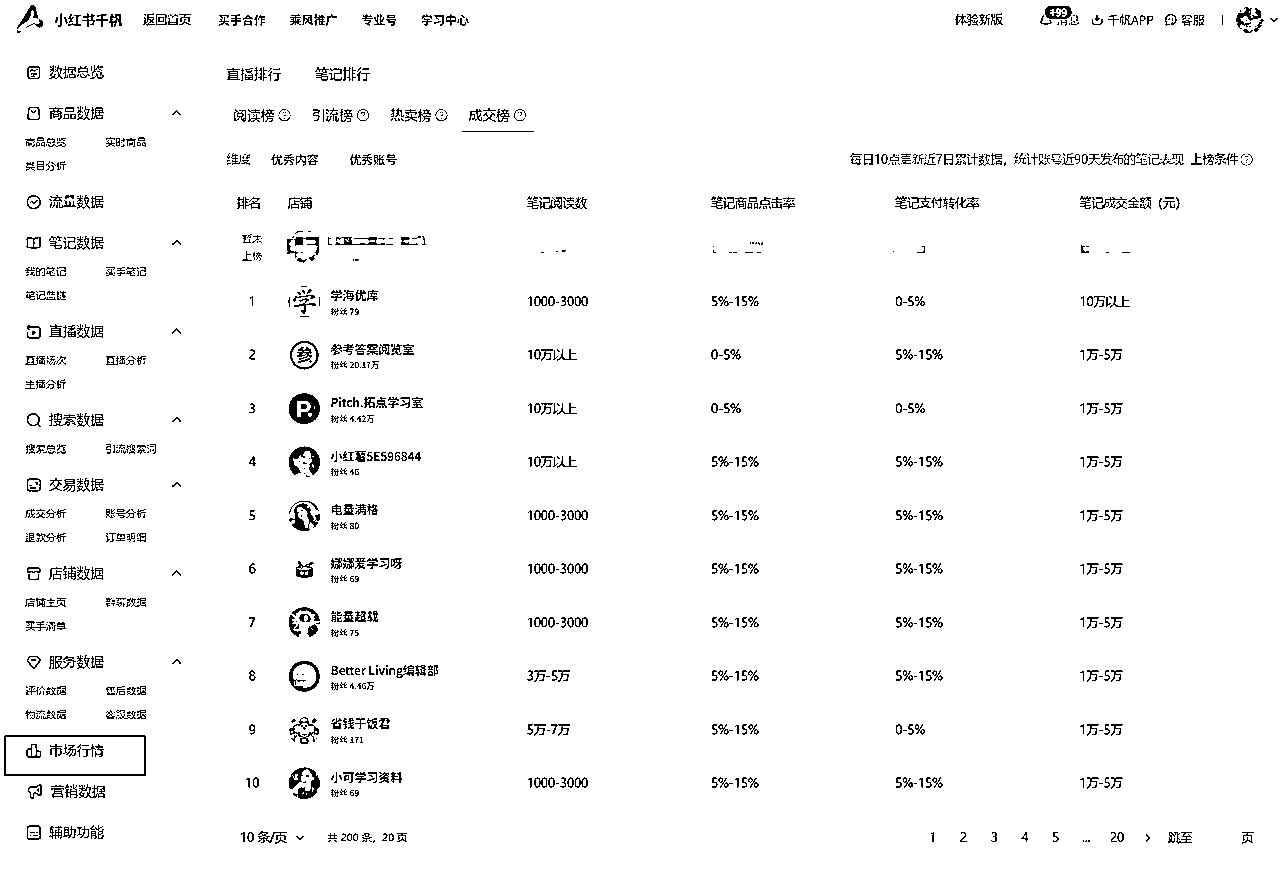 小红书千帆 返回首页 买手合作 乘风推广 专业号 学习中心 体验新版 99 消息 千帆APP 客服
数据总览
商品数据
商品总览 实时商品
类目分析
流量数据
笔记数据
我的笔记 买手笔记
笔记蓝链
直播数据
直播场次 直播分析
主播分析
搜索数据
搜索总览 引流搜索词
交易数据
成交分析 账号分析
退款分析 订单明细
店铺数据
店铺主页 群聊数据
买手清单
服务数据
评价数据 售后数据
物流数据 客服数据
市场行情
营销数据
辅助功能
直播排行 笔记排行
阅读榜 引流榜 热卖榜 成交榜
维度 优秀内容 优秀账号 每日10点更新近7日累计数据，统计账号近90天发布的笔记表现 上榜条件
排名 店铺 笔记阅读数 笔记商品点击率 笔记支付转化率 笔记成交金额（元）
暂未
上榜
1 学海优库 粉丝 79 1000-3000 5%-15% 0-5% 10万以上
2 参考答案阅览室 粉丝 20.17万 10万以上 0-5% 5%-15% 1万-5万
3 Pitch.拓点学习室 粉丝 4.42万 10万以上 0-5% 0-5% 1万-5万
4 小红薯5E596844 粉丝 46 10万以上 5%-15% 5%-15% 1万-5万
5 电量满格 粉丝 80 1000-3000 5%-15% 5%-15% 1万-5万
6 娜娜爱学习呀 粉丝 69 1000-3000 5%-15% 5%-15% 1万-5万
7 能量超载 粉丝 75 1000-3000 5%-15% 5%-15% 1万-5万
8 Better Living编辑部 粉丝 4.46万 3万-5万 5%-15% 5%-15% 1万-5万
9 省钱干饭君 粉丝 171 5万-7万 5%-15% 0-5% 1万-5万
10 小可学习资料 粉丝 69 1000-3000 5%-15% 5%-15% 1万-5万
10 条/页 共 200 条，20 页 1 2 3 4 5 ... 20 跳至 页